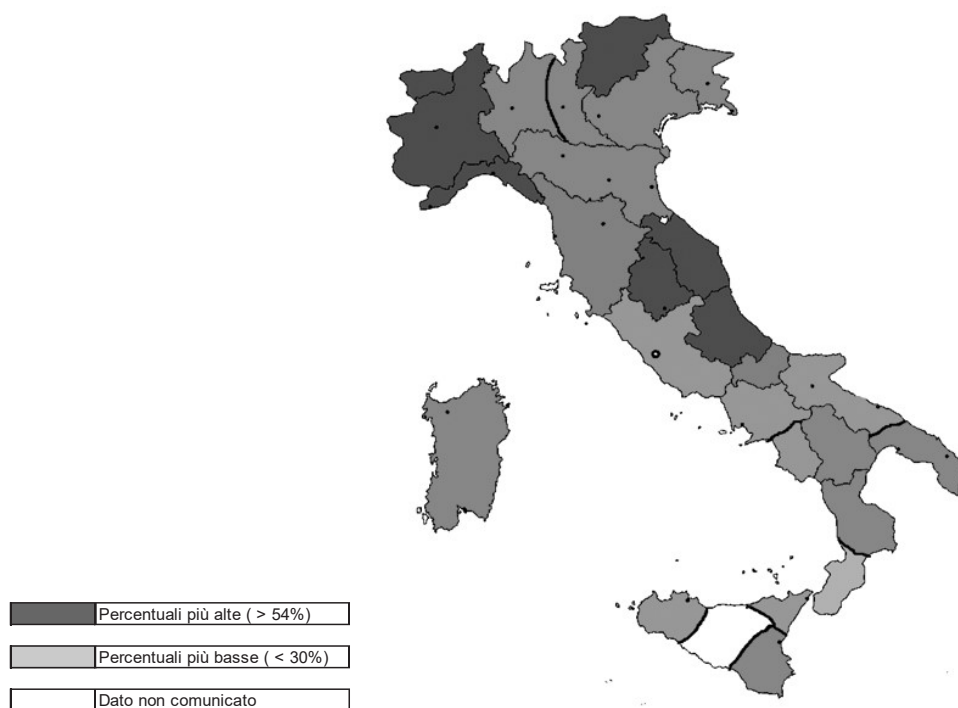 Percentuali più alte ( > 54%)
Percentuali più basse ( < 30%)
Dato non comunicato